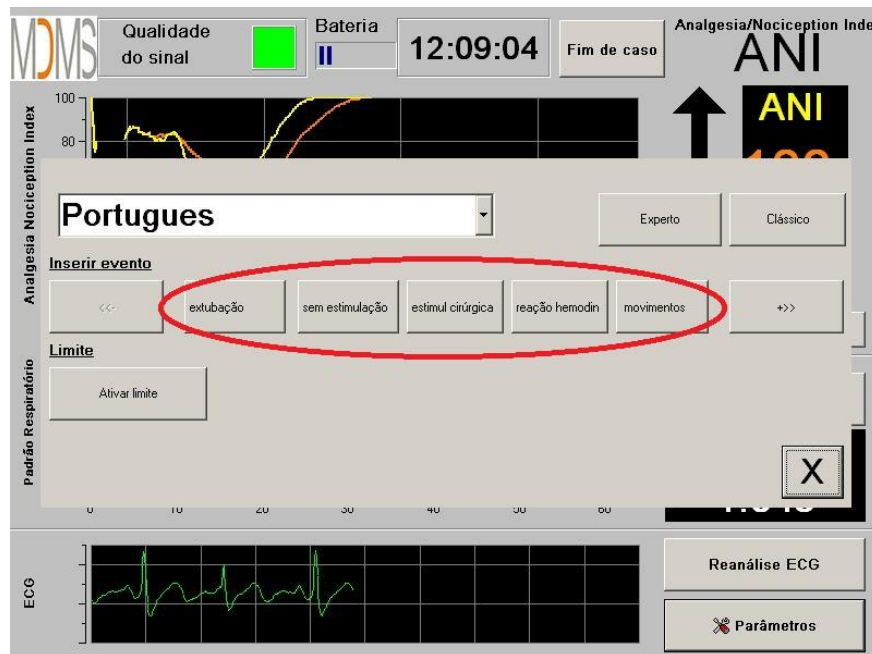 MDMS
Qualidade
do sinal
Bateria
12:09:04
Fim de caso
Analgesia/Nociception Inde
ANI
Analgesia Nociception Index
100
80
ANI
Portugues
Experto
Clássico
Inserir evento
<<-
extubação
sem estimulação
estimul cirúrgica
reação hemodin
movimentos
+>>
Limite
Ativar limite
Padrão Respiratório
X
0 10 20 30 40 50 60
ECG
Reanálise ECG
Parâmetros